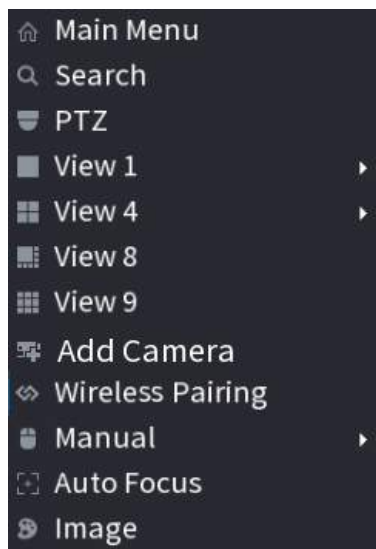 Main Menu
Search
PTZ
View 1
View 4
View 8
View 9
Add Camera
Wireless Pairing
Manual
Auto Focus
Image